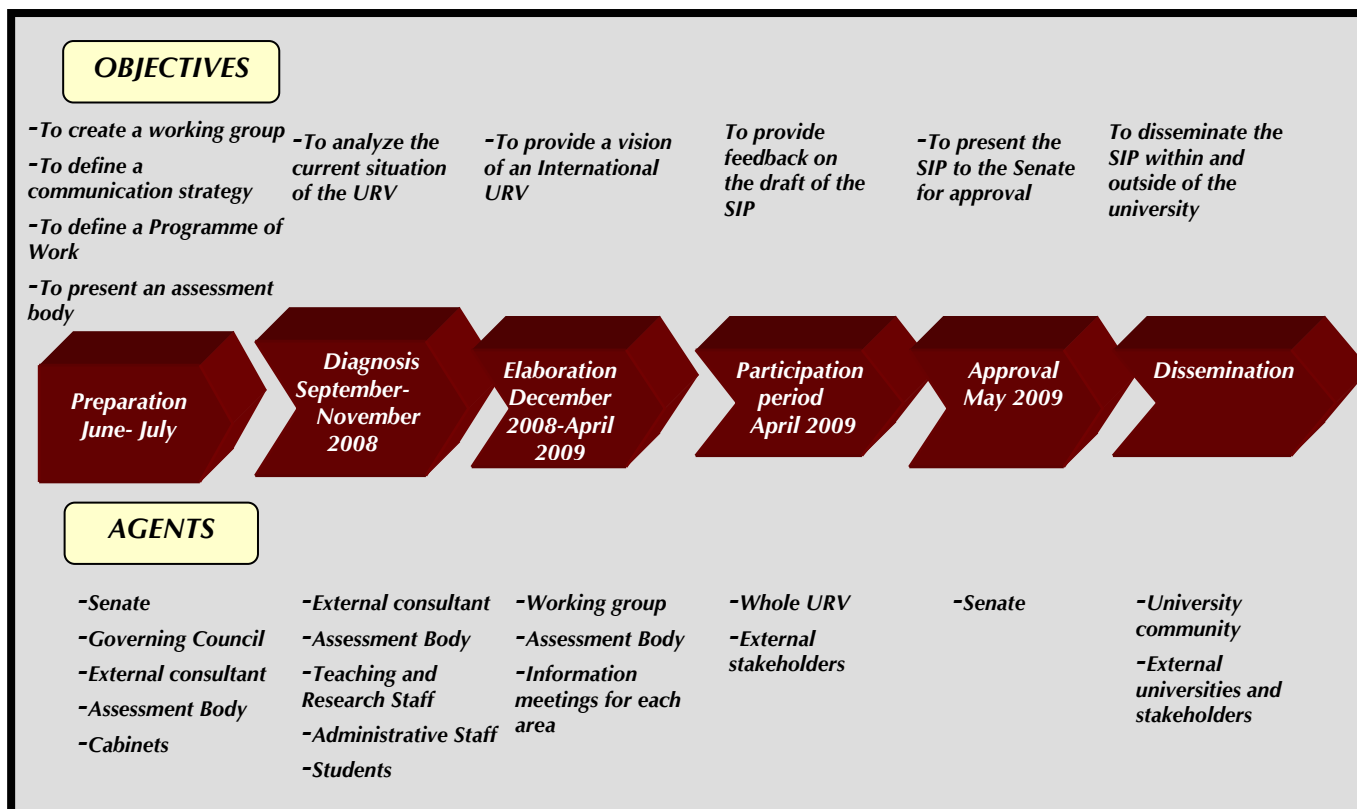 OBJECTIVES
-To create a working group
-To define a
communication strategy
-To define a Programme of
Work
-To present an assessment
body
-To analyze the
current situation
of the URV
-To provide a vision
of an International
URV
To provide
feedback on
the draft of the
SIP
-To present the
SIP to the Senate
for approval
To disseminate the
SIP within and
outside of the
university
Preparation
June- July
Diagnosis
September-
November
2008
Elaboration
December
2008-April
2009
Participation
period
April 2009
Approval
May 2009
Dissemination
AGENTS
-Senate
-Governing Council
-External consultant
-Assessment Body
-Cabinets
-External consultant
-Assessment Body
-Teaching and
Research Staff
-Administrative Staff
-Students
-Working group
-Assessment Body
-Information
meetings for each
area
-Whole URV
-External
stakeholders
-Senate
-University
community
-External
universities and
stakeholders